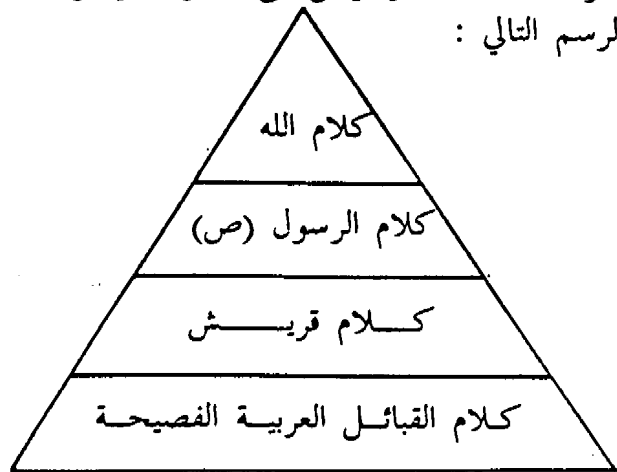 لرسم التالي :
كلام الله
كلام الرسول (ص)
كلام قريش
كلام القبائل العربية الفصيحة